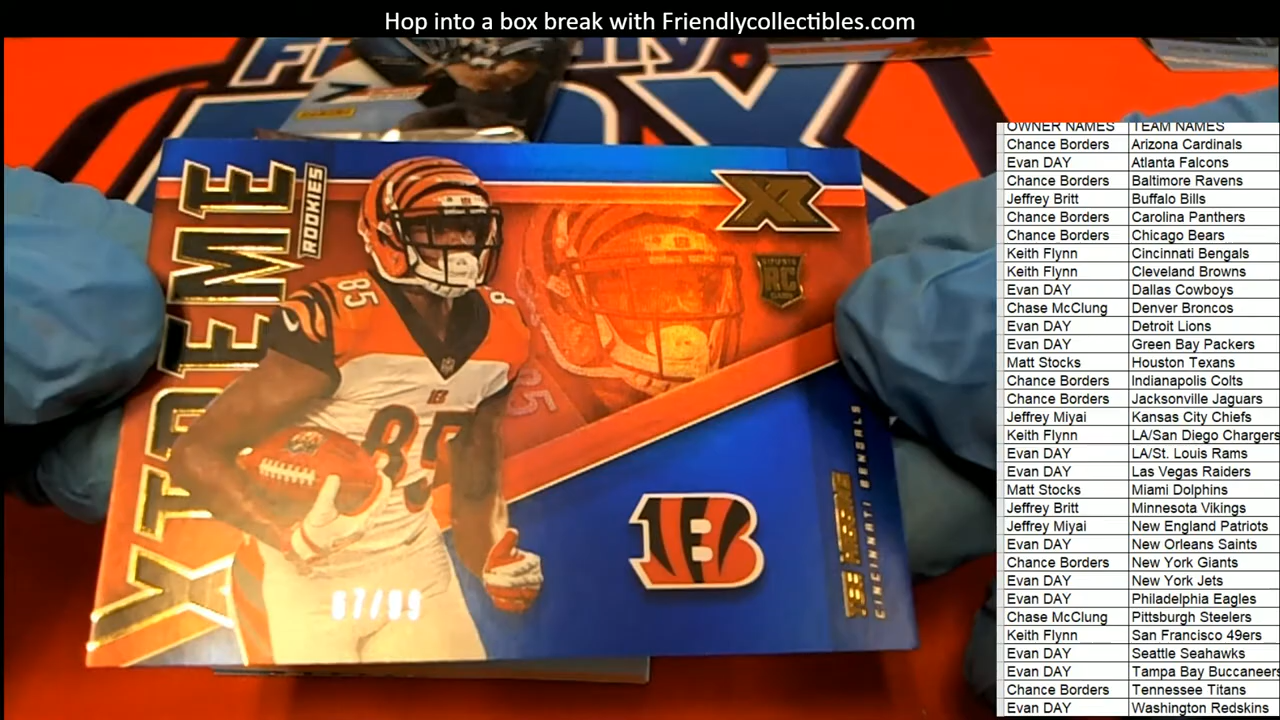 Hop into a box break with Friendlycollectibles.com
XTREME
ROOKIES
XR
RC
85
85
B
TEE HIGGINS
CINCINNATI BENGALS
67/99
OWNER NAMES TEAM NAMES
Chance Borders Arizona Cardinals
Evan DAY Atlanta Falcons
Chance Borders Baltimore Ravens
Jeffrey Britt Buffalo Bills
Chance Borders Carolina Panthers
Chance Borders Chicago Bears
Keith Flynn Cincinnati Bengals
Keith Flynn Cleveland Browns
Evan DAY Dallas Cowboys
Chase McClung Denver Broncos
Evan DAY Detroit Lions
Evan DAY Green Bay Packers
Matt Stocks Houston Texans
Chance Borders Indianapolis Colts
Chance Borders Jacksonville Jaguars
Jeffrey Miyai Kansas City Chiefs
Keith Flynn LA/San Diego Chargers
Evan DAY LA/St. Louis Rams
Evan DAY Las Vegas Raiders
Matt Stocks Miami Dolphins
Jeffrey Britt Minnesota Vikings
Jeffrey Miyai New England Patriots
Evan DAY New Orleans Saints
Chance Borders New York Giants
Evan DAY New York Jets
Evan DAY Philadelphia Eagles
Chase McClung Pittsburgh Steelers
Keith Flynn San Francisco 49ers
Evan DAY Seattle Seahawks
Evan DAY Tampa Bay Buccaneers
Chance Borders Tennessee Titans
Evan DAY Washington Redskins